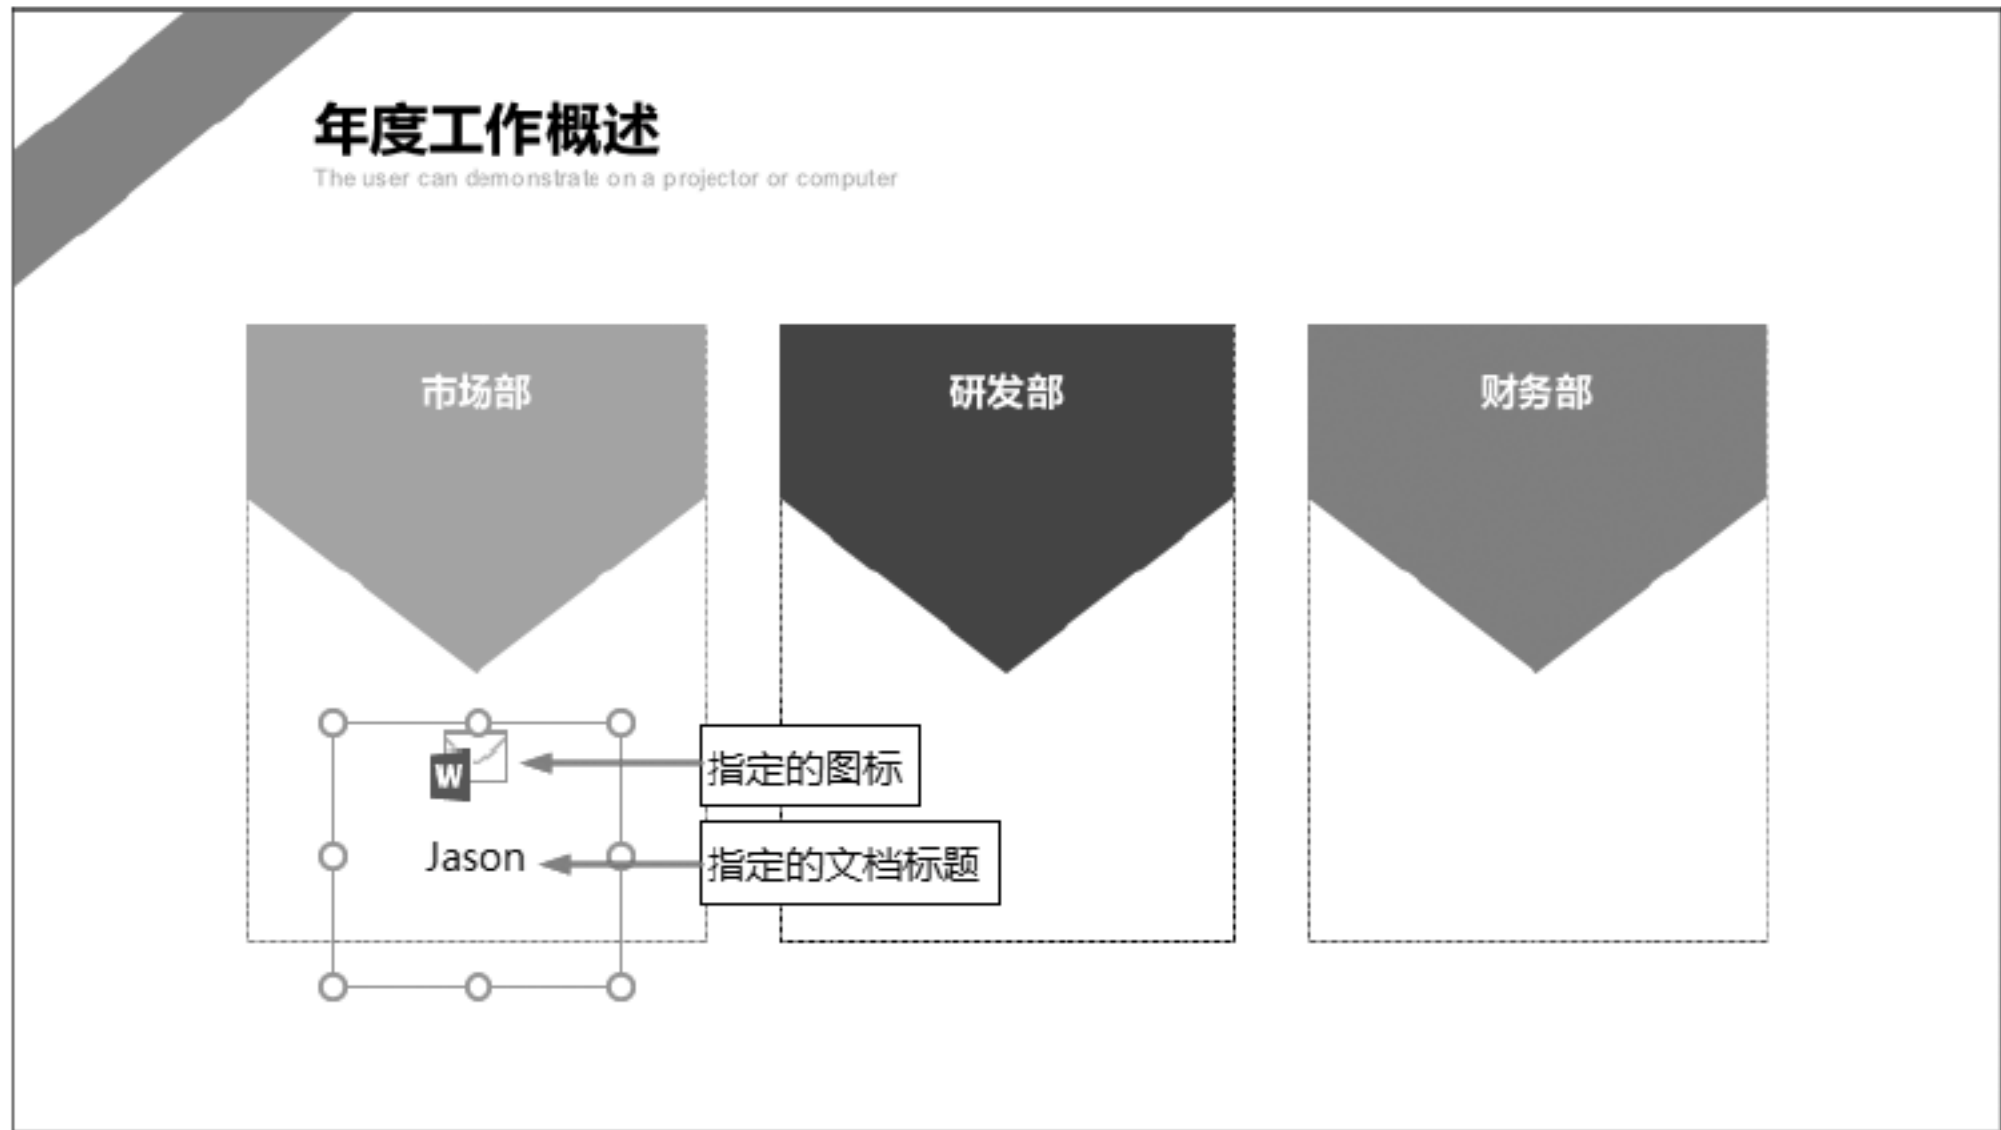 年度工作概述
The user can demonstrate on a projector or computer
市场部
研发部
财务部
W
指定的图标
Jason
指定的文档标题